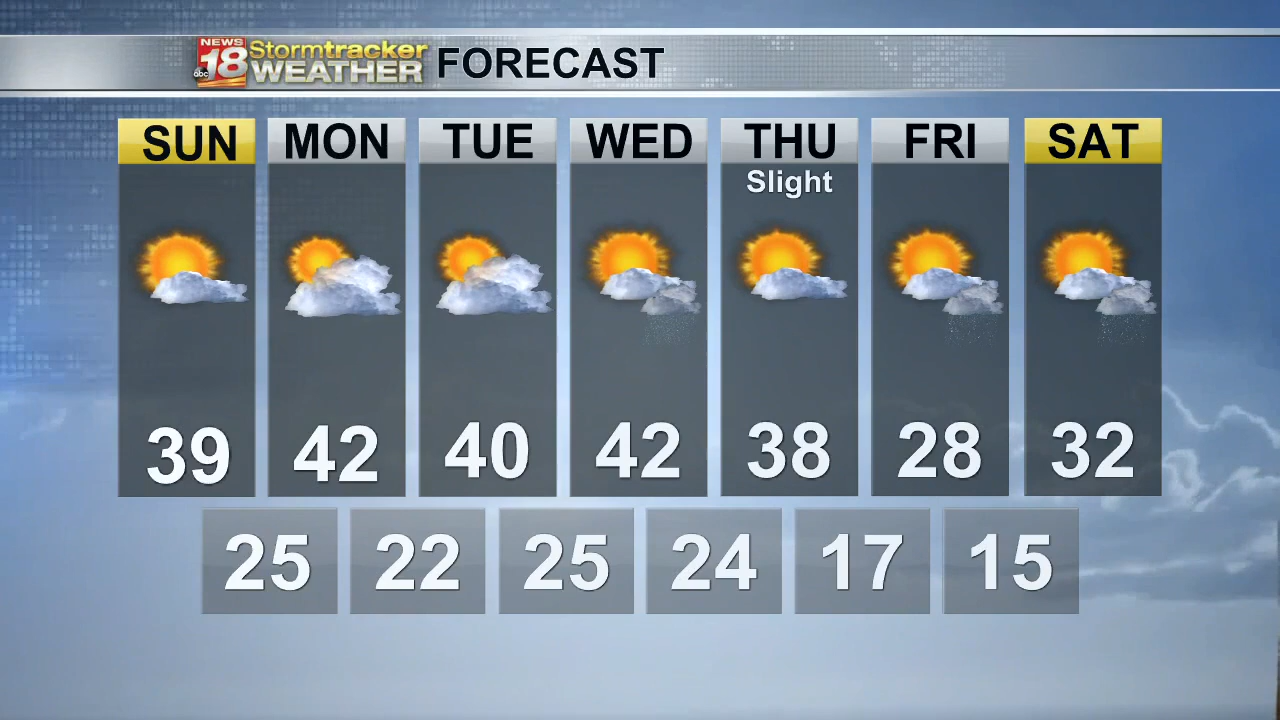 NEWS
abc 18
Stormtracker
WEATHER FORECAST
SUN MON TUE WED THU FRI SAT
Slight
39 42 40 42 38 28 32
25 22 25 24 17 15